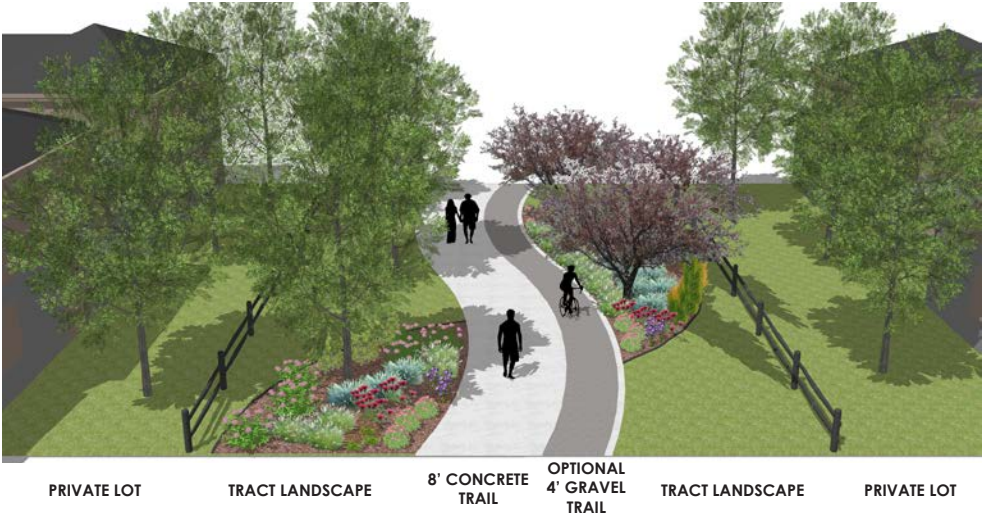 PRIVATE LOT
TRACT LANDSCAPE
8' CONCRETE
TRAIL
OPTIONAL
4' GRAVEL
TRAIL
TRACT LANDSCAPE
PRIVATE LOT